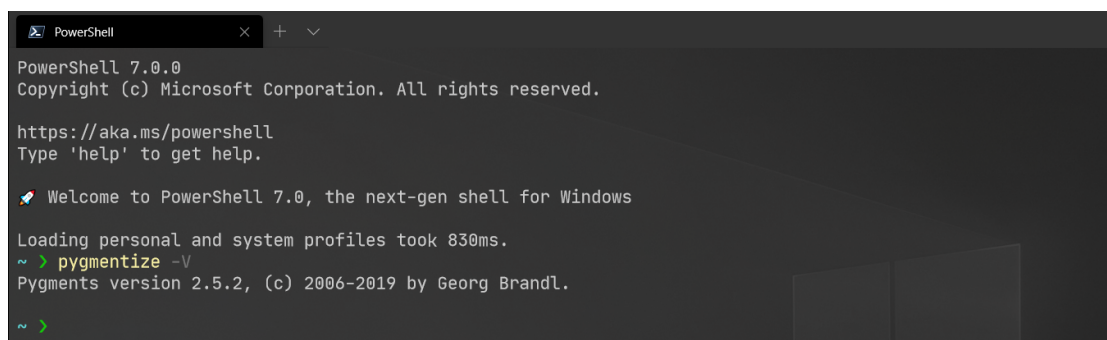 PowerShell
PowerShell 7.0.0
Copyright (c) Microsoft Corporation. All rights reserved.
https://aka.ms/powershell
Type 'help' to get help.
🚀 Welcome to PowerShell 7.0, the next-gen shell for Windows
Loading personal and system profiles took 830ms.
~ ❯ pygmentize -V
Pygments version 2.5.2, (c) 2006-2019 by Georg Brandl.
~ ❯